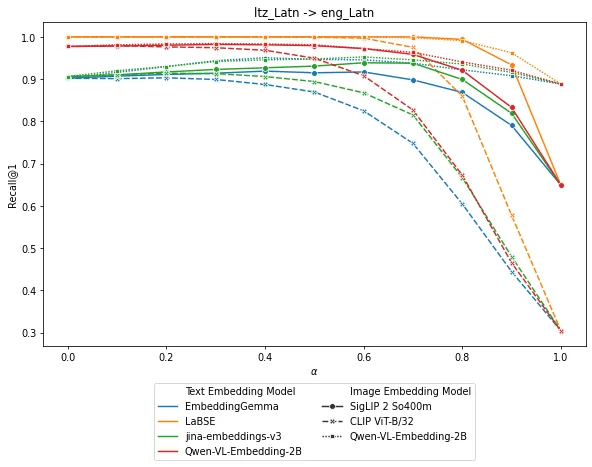 ltz_Latn -> eng_Latn
Recall@1
1.0
0.9
0.8
0.7
0.6
0.5
0.4
0.3
0.0 0.2 0.4 0.6 0.8 1.0
α
Text Embedding Model
EmbeddingGemma
LaBSE
jina-embeddings-v3
Qwen-VL-Embedding-2B
Image Embedding Model
SigLIP 2 So400m
CLIP ViT-B/32
Qwen-VL-Embedding-2B